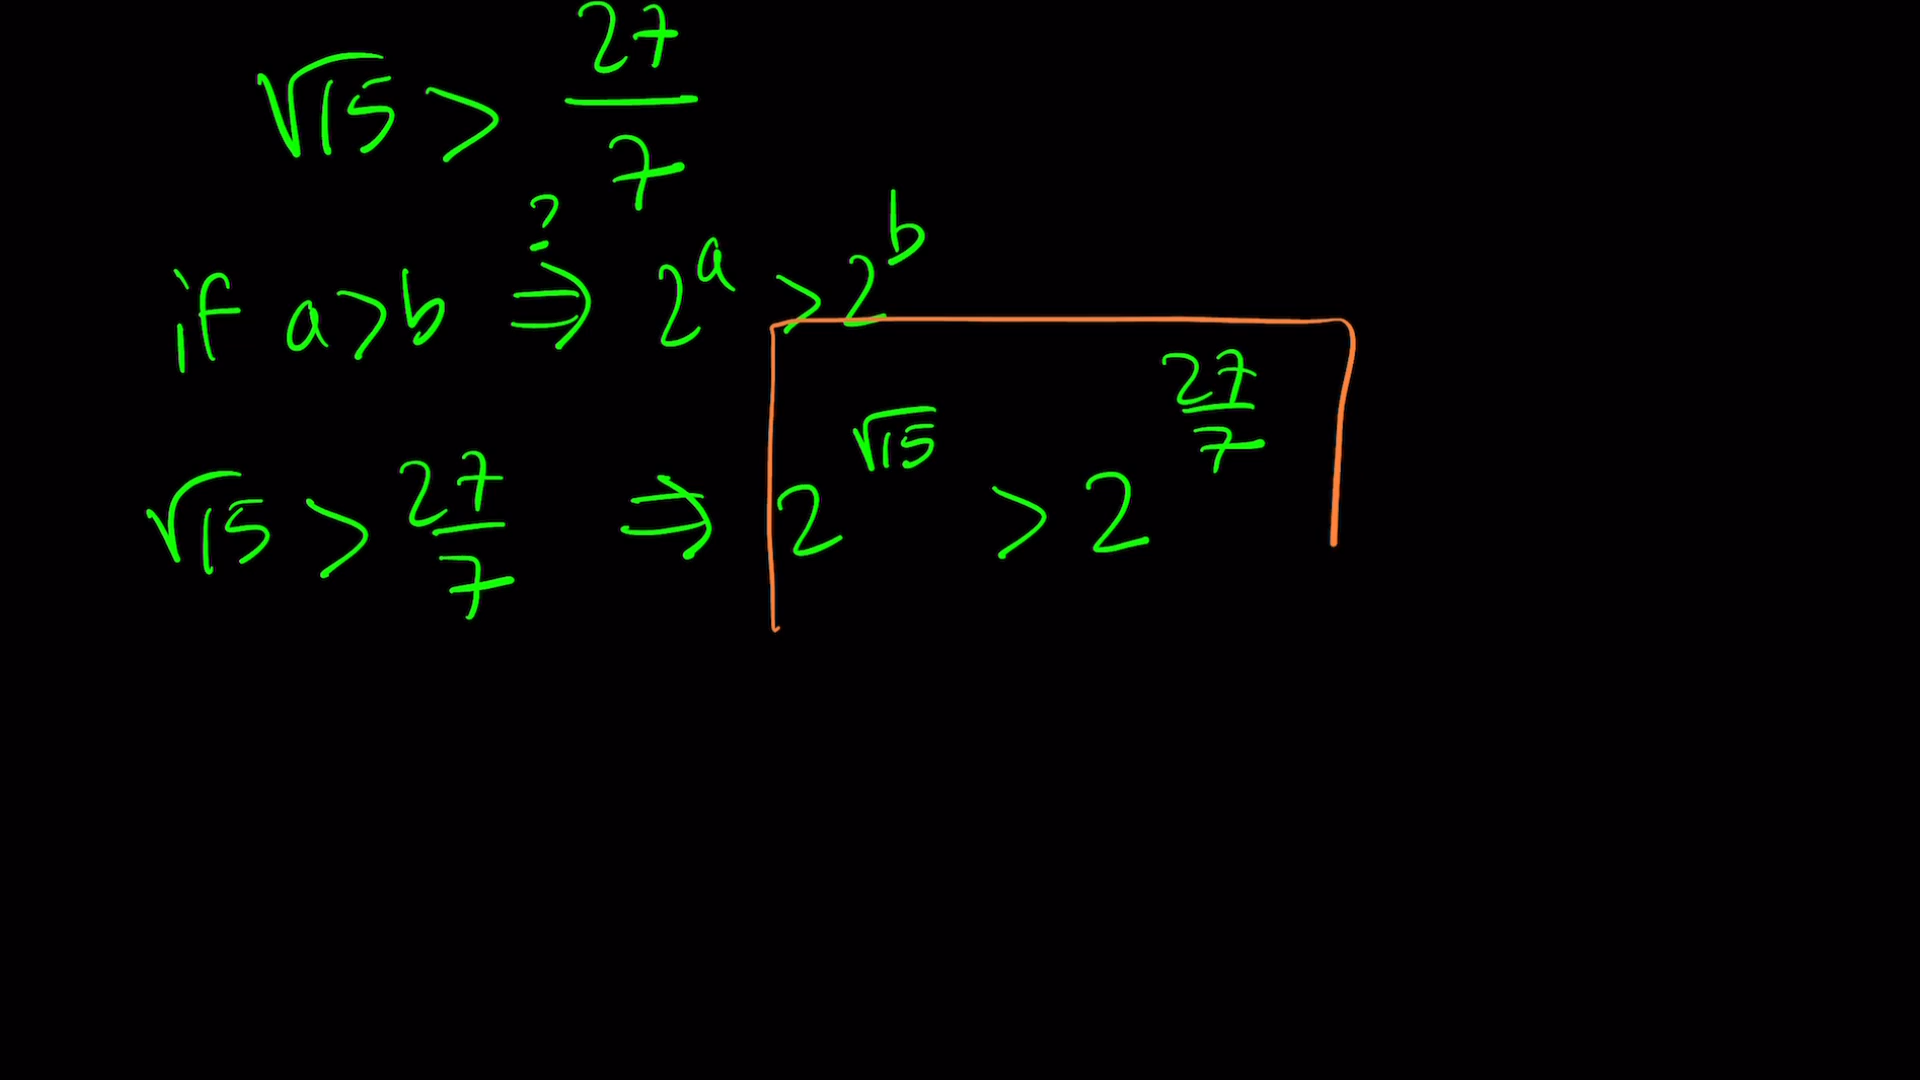 √15 > 27/7
if a>b ?⇒ 2^a > 2^b
√15 > 27/7 ⇒ 2^√15 > 2^27/7